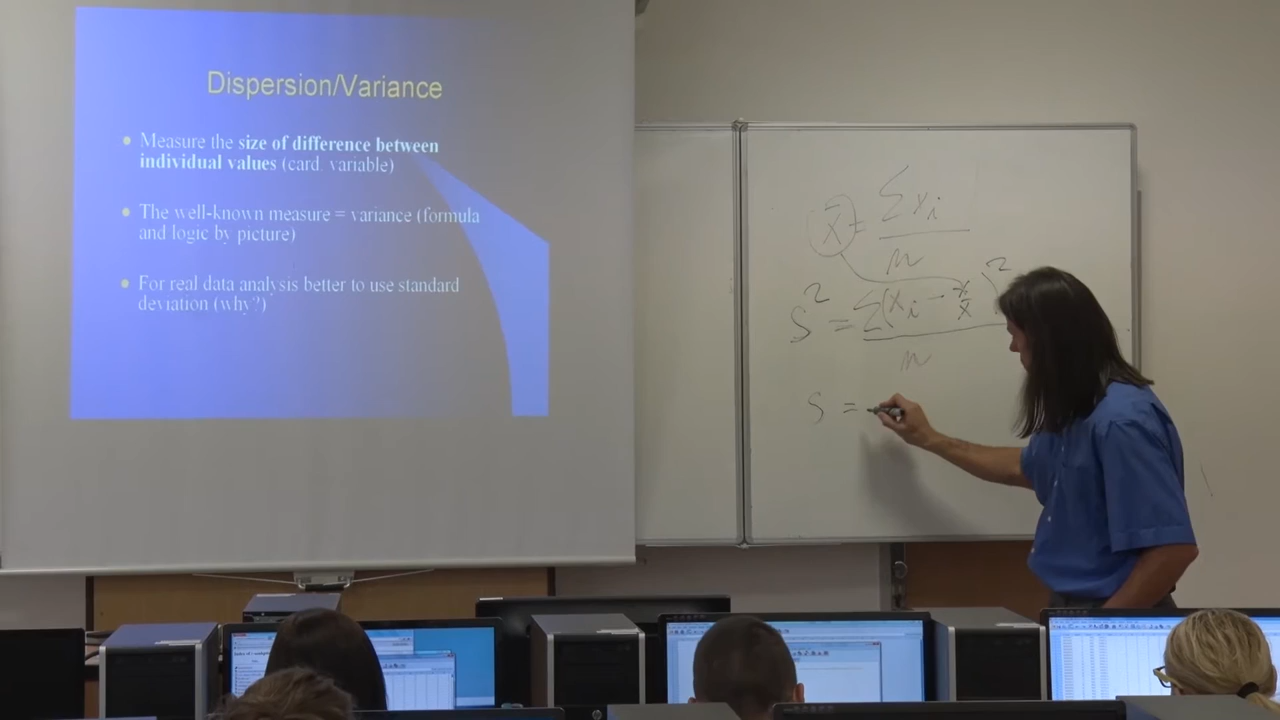 Dispersion/Variance
Measure the size of difference between
individual values (card. variable)
The well-known measure = variance (formula
and logic by picture)
For real data analysis better to use standard
deviation (why?)
x̄ = Σxᵢ
n
s² = Σ(xᵢ - x̄)²
n
s =